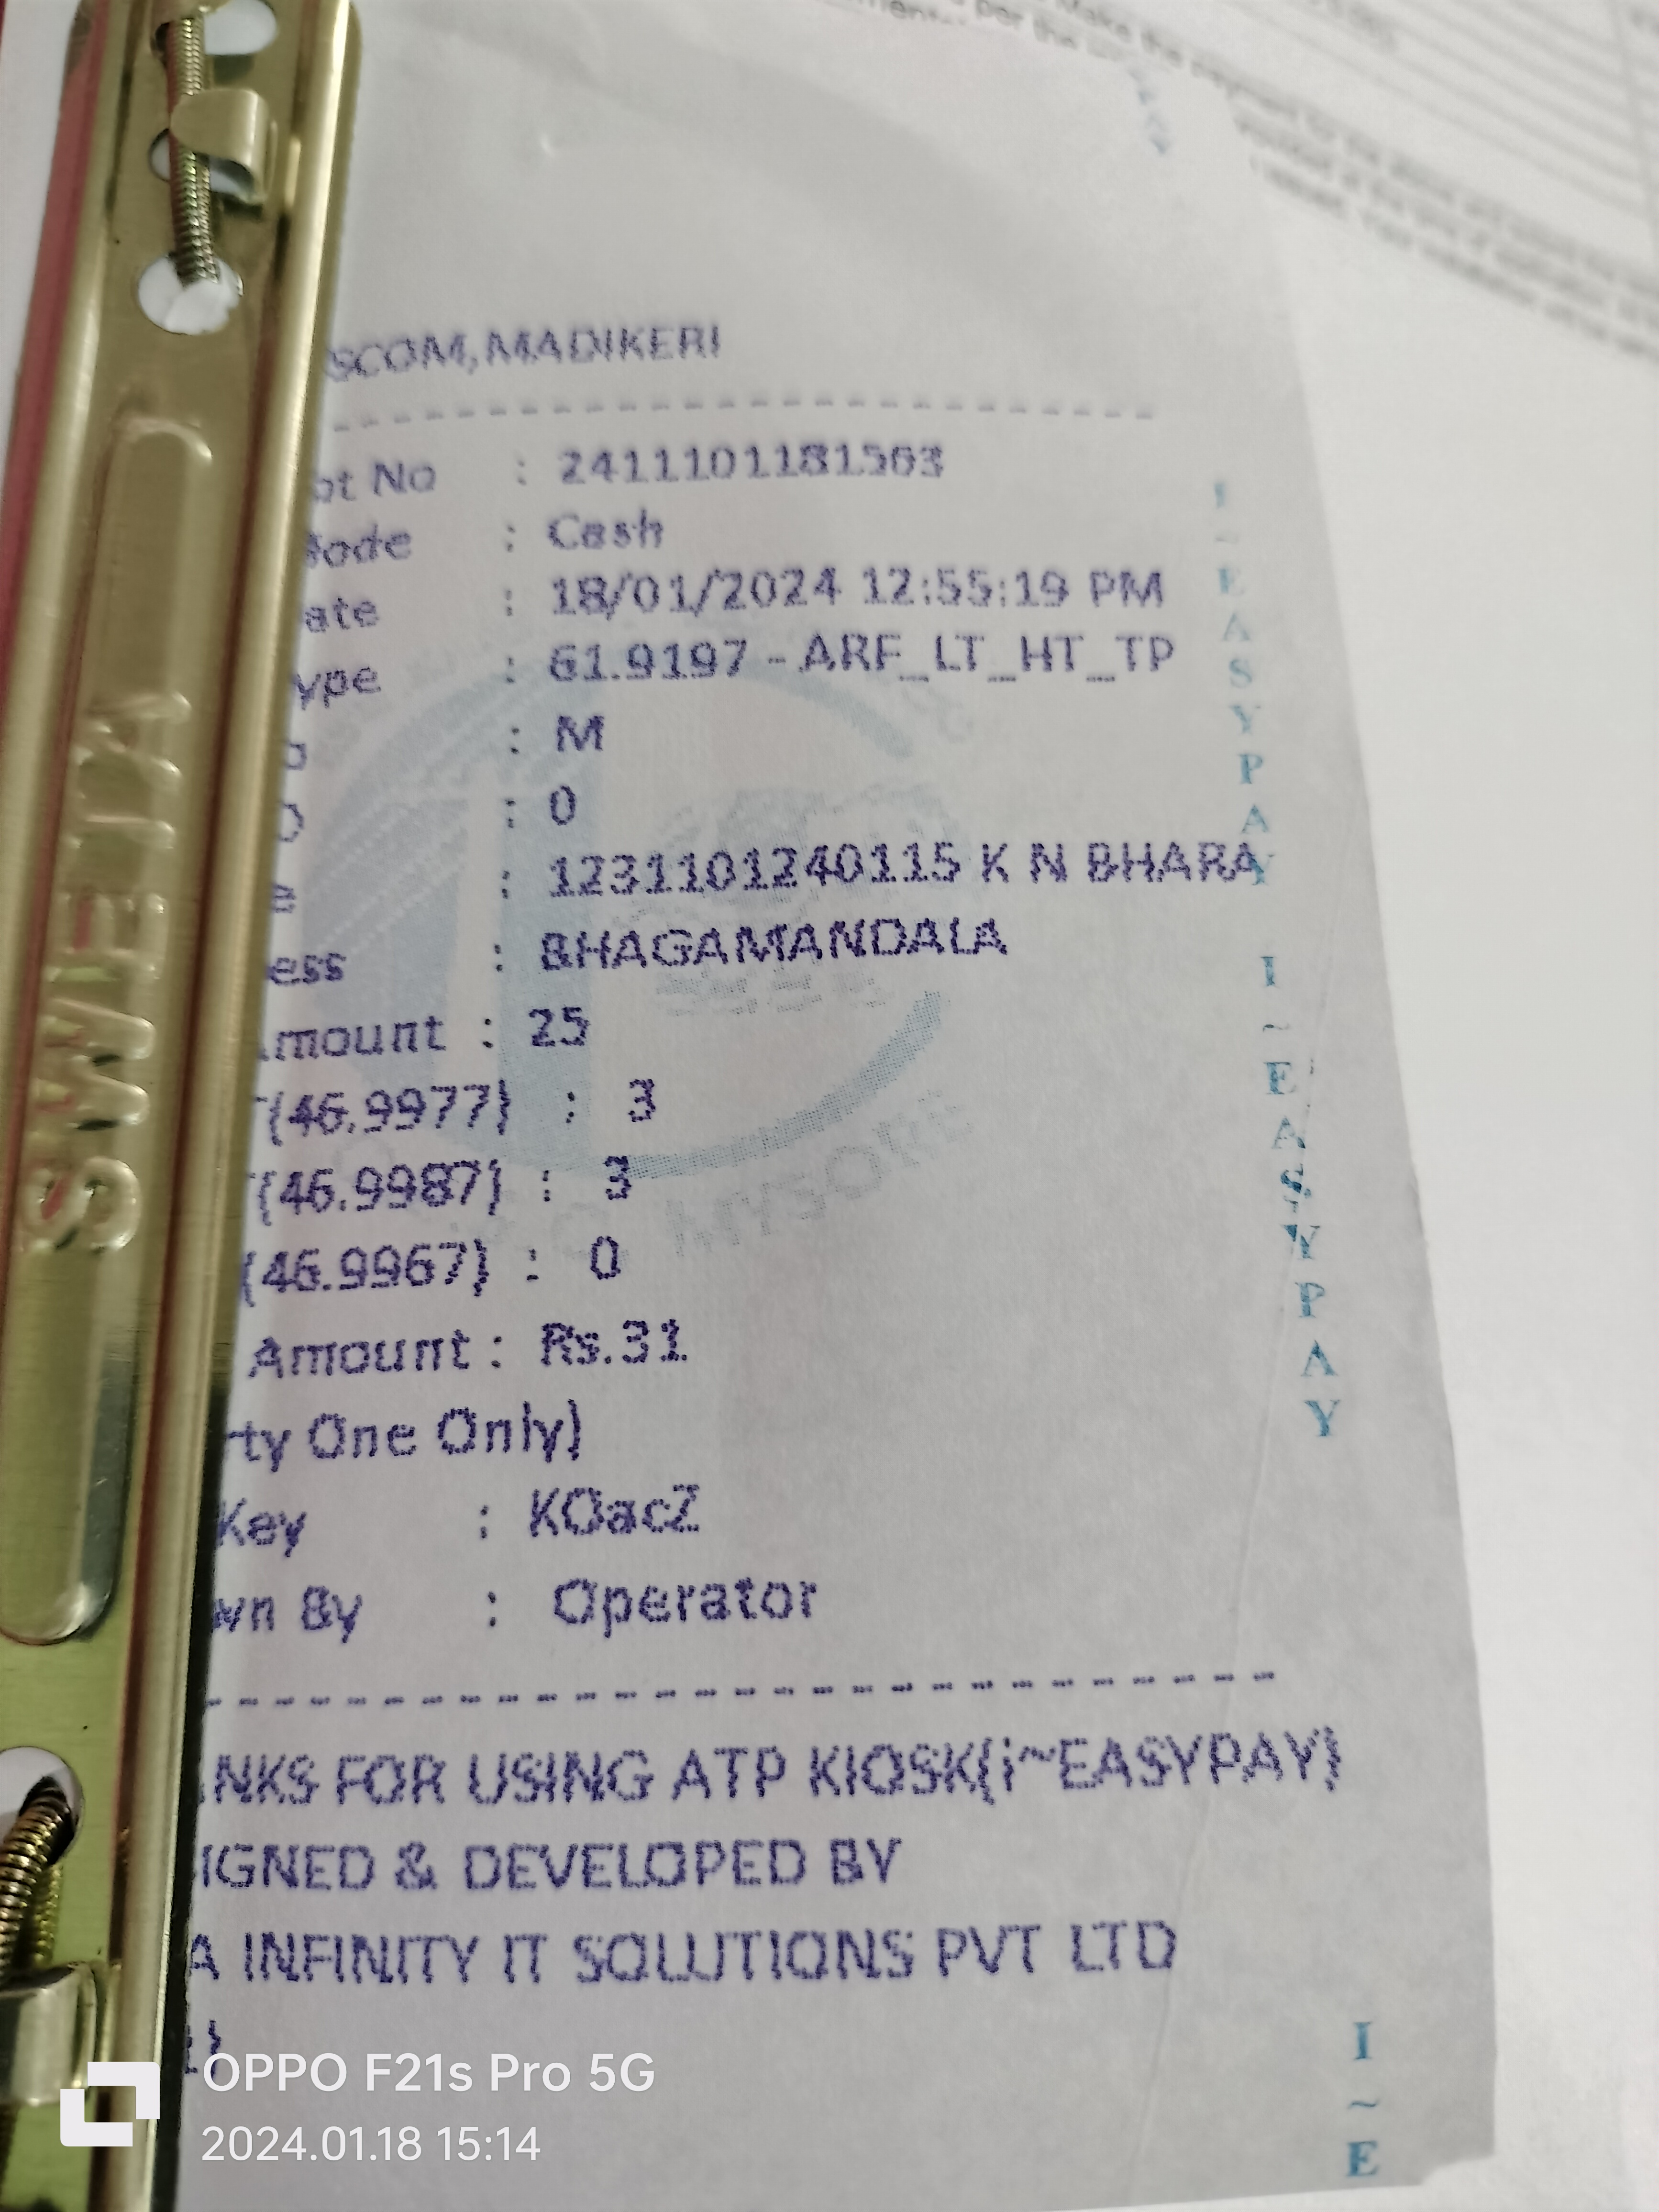 SCOM,MADIKERI
pt No : 2411101181503
Mode : Cash
ate : 18/01/2024 12:55:19 PM
ype : 61.9197 - ARF_LT_HT_TP
: M
: 0
e : 1231101240115 K N BHARA
ess : BHAGAMANDALA
Amount : 25
(46.9977) : 3
(46.9987) : 3
(46.9967) : 0
Amount : Rs.31
rty One Only)
Key : KOacZ
wn By : Operator
NKS FOR USING ATP KIOSK(i~EASYPAY)
IGNED & DEVELOPED BY
A INFINITY IT SOLUTIONS PVT LTD
MYSORE
I~EASYPAY
I~EASYPAY
I~E
SWETA
OPPO F21s Pro 5G
2024.01.18 15:14